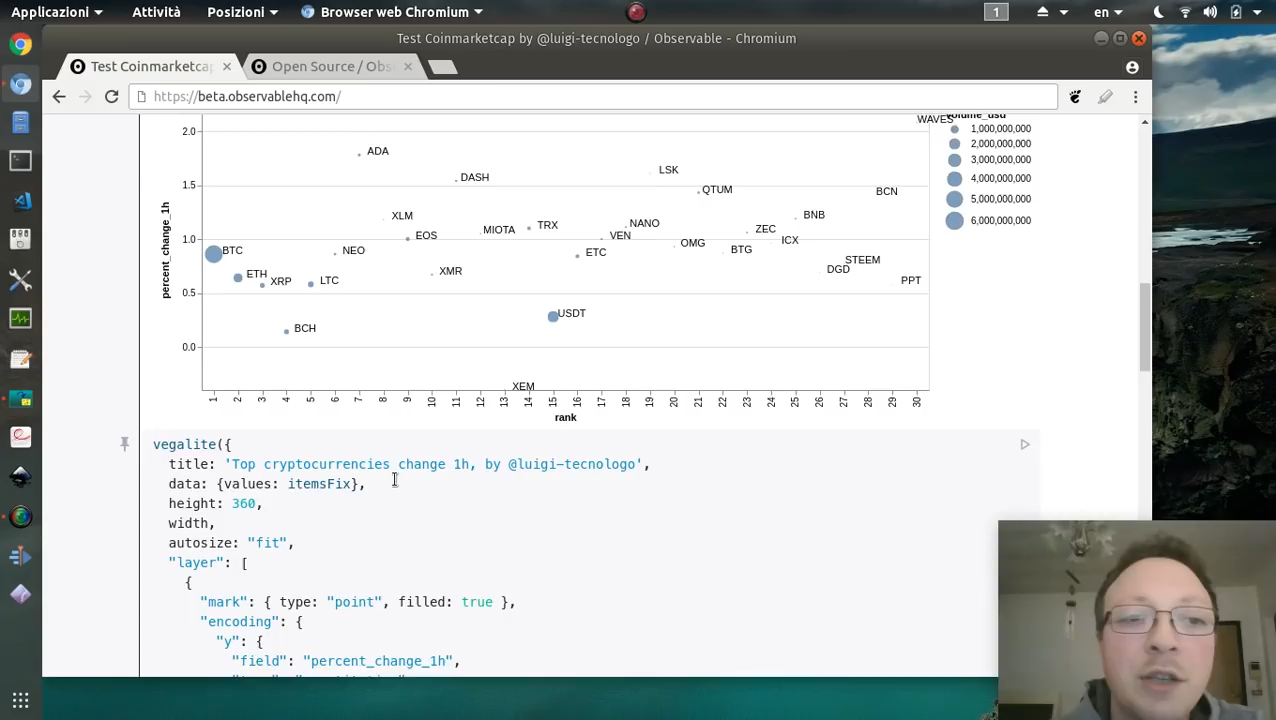 Applicazioni Attività Posizioni Browser web Chromium 1 en
Test Coinmarketcap by @luigi-tecnologo / Observable - Chromium
Test Coinmarketcap Open Source / Obs
https://beta.observablehq.com/
volume_usd
1,000,000,000
2,000,000,000
3,000,000,000
4,000,000,000
5,000,000,000
6,000,000,000
percent_change_1h
2.0
1.5
1.0
0.5
0.0
WAVES
ADA
DASH
LSK
QTUM
BCN
XLM
EOS
MIOTA
TRX
NANO
VEN
BNB
ZEC
ICX
BTC
NEO
ETC
OMG
BTG
STEEM
DGD
PPT
ETH
XRP
LTC
XMR
BCH
USDT
XEM
1 2 3 4 5 6 7 8 9 10 11 12 13 14 15 16 17 18 19 20 21 22 23 24 25 26 27 28 29 30
rank
vegalite({
title: 'Top cryptocurrencies change 1h, by @luigi-tecnologo',
data: {values: itemsFix},
height: 360,
width,
autosize: "fit",
"layer": [
{
"mark": { type: "point", filled: true },
"encoding": {
"y": {
"field": "percent_change_1h",